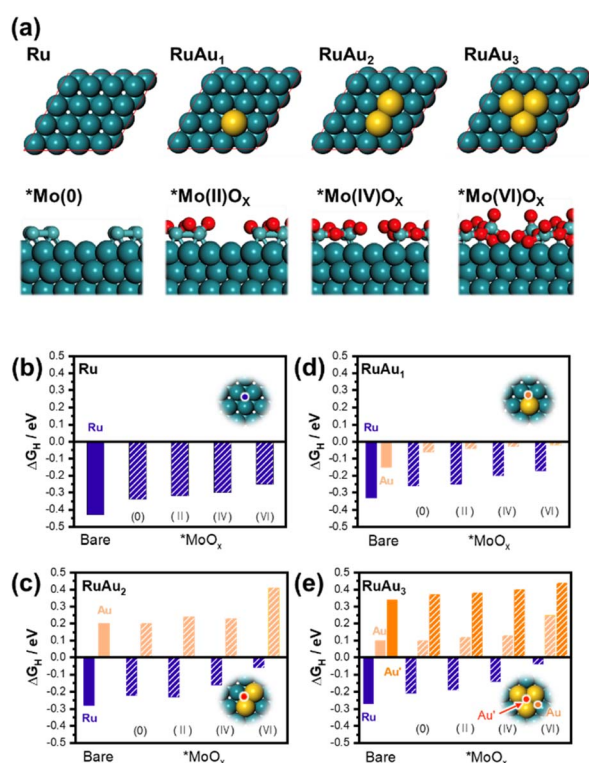 (a)
Ru RuAu₁ RuAu₂ RuAu₃
*Mo(0) *Mo(II)Oₓ *Mo(IV)Oₓ *Mo(VI)Oₓ
(b)
Ru
ΔG_H / eV
0.5
0.4
0.3
0.2
0.1
0.0
-0.1
-0.2
-0.3
-0.4
-0.5
Ru
(0) (II) (IV) (VI)
Bare *MoOₓ
(d)
RuAu₁
ΔG_H / eV
0.5
0.4
0.3
0.2
0.1
0.0
-0.1
-0.2
-0.3
-0.4
-0.5
Ru
Au
(0) (II) (IV) (VI)
Bare *MoOₓ
(c)
RuAu₂
ΔG_H / eV
0.5
0.4
0.3
0.2
0.1
0.0
-0.1
-0.2
-0.3
-0.4
-0.5
Au
Ru
(0) (II) (IV) (VI)
Bare *MoOₓ
(e)
RuAu₃
ΔG_H / eV
0.5
0.4
0.3
0.2
0.1
0.0
-0.1
-0.2
-0.3
-0.4
-0.5
Au
Au'
Ru
Au' Au
(0) (II) (IV) (VI)
Bare *MoOₓ